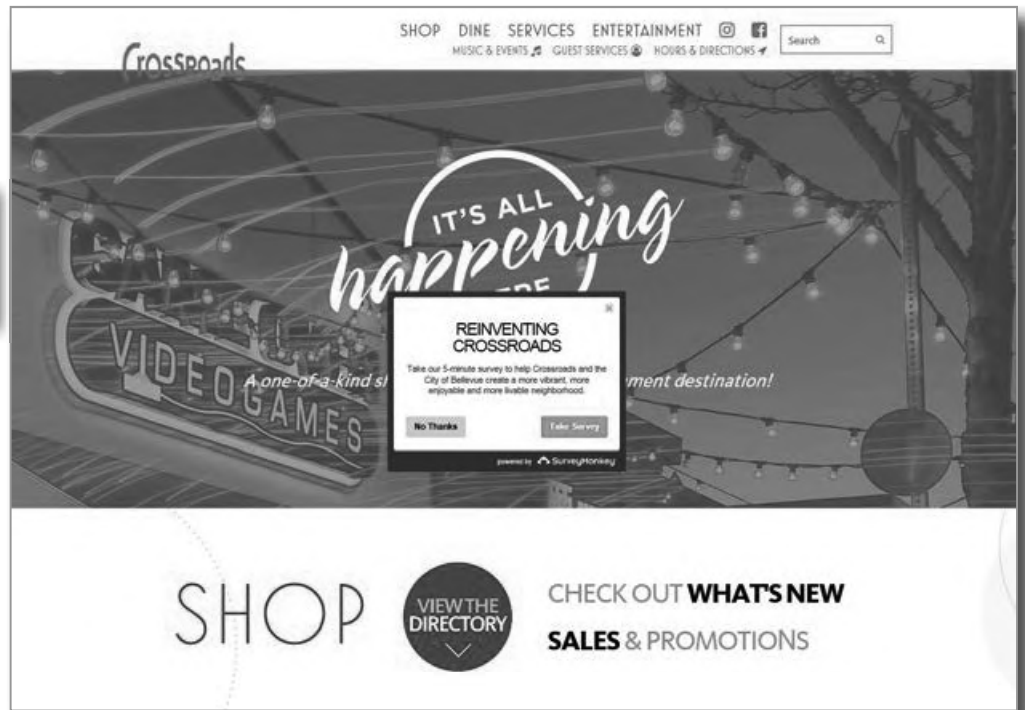 SHOP DINE SERVICES ENTERTAINMENT
Search
MUSIC & EVENTS GUEST SERVICES HOURS & DIRECTIONS
Crossroads
IT'S ALL
happening
VIDEOGAMES
A one-of-a-kind
ment destination!
REINVENTING
CROSSROADS
Take our 5-minute survey to help Crossroads and the
City of Bellevue create a more vibrant, more
enjoyable and more livable neighborhood.
No Thanks
Take Survey
powered by SurveyMonkey
SHOP
VIEW THE
DIRECTORY
CHECK OUT WHAT'S NEW
SALES & PROMOTIONS